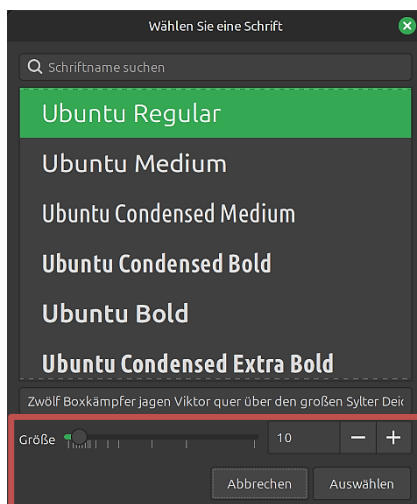 Wählen Sie eine Schrift
Schriftname suchen
Ubuntu Regular
Ubuntu Medium
Ubuntu Condensed Medium
Ubuntu Condensed Bold
Ubuntu Bold
Ubuntu Condensed Extra Bold
Zwölf Boxkämpfer jagen Viktor quer über den großen Sylter Deic
Größe 10 − +
Abbrechen Auswählen